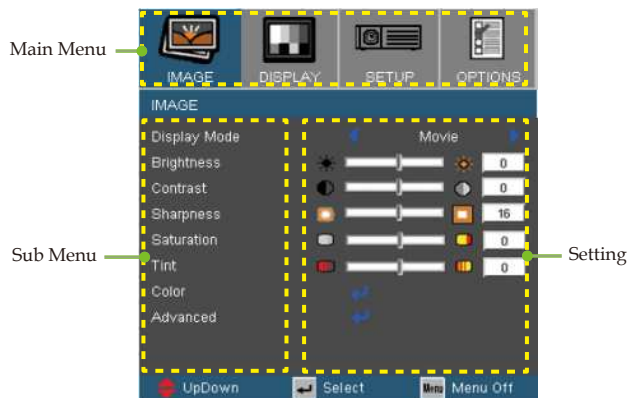 Main Menu
IMAGE DISPLAY SETUP OPTIONS
IMAGE
Display Mode Movie
Brightness 0
Contrast 0
Sharpness 16
Saturation 0
Sub Menu
Setting
Tint 0
Color
Advanced
UpDown Select Menu Menu Off